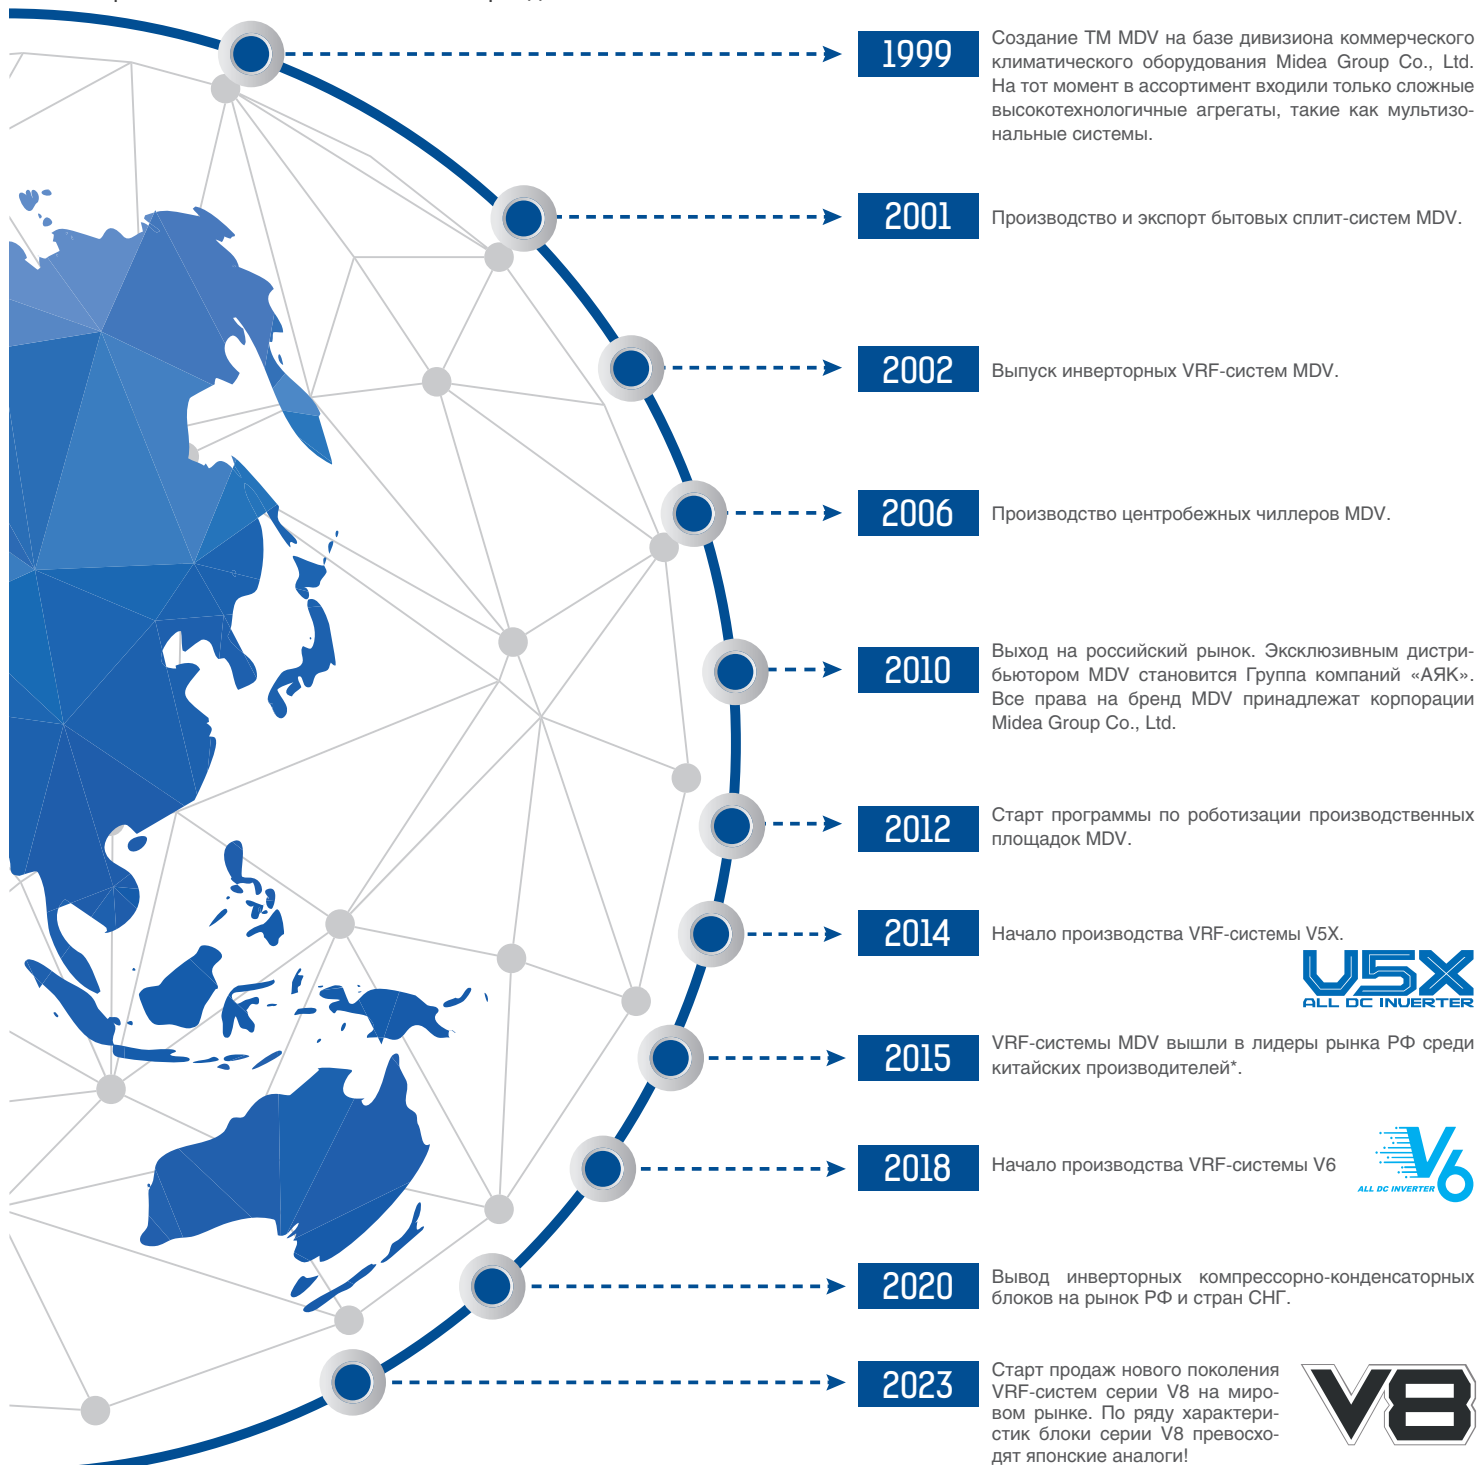 1999
Создание ТМ MDV на базе дивизиона коммерческого
климатического оборудования Midea Group Co., Ltd.
На тот момент в ассортимент входили только сложные
высокотехнологичные агрегаты, такие как мультизо-
нальные системы.
2001
Производство и экспорт бытовых сплит-систем MDV.
2002
Выпуск инверторных VRF-систем MDV.
2006
Производство центробежных чиллеров MDV.
2010
Выход на российский рынок. Эксклюзивным дистри-
бьютором MDV становится Группа компаний «АЯК».
Все права на бренд MDV принадлежат корпорации
Midea Group Co., Ltd.
2012
Старт программы по роботизации производственных
площадок MDV.
2014
Начало производства VRF-системы V5X.
V5X
ALL DC INVERTER
2015
VRF-системы MDV вышли в лидеры рынка РФ среди
китайских производителей*.
2018
Начало производства VRF-системы V6
V6
ALL DC INVERTER
2020
Вывод инверторных компрессорно-конденсаторных
блоков на рынок РФ и стран СНГ.
2023
Старт продаж нового поколения
VRF-систем серии V8 на миро-
вом рынке. По ряду характери-
стик блоки серии V8 превосхо-
дят японские аналоги!
V8